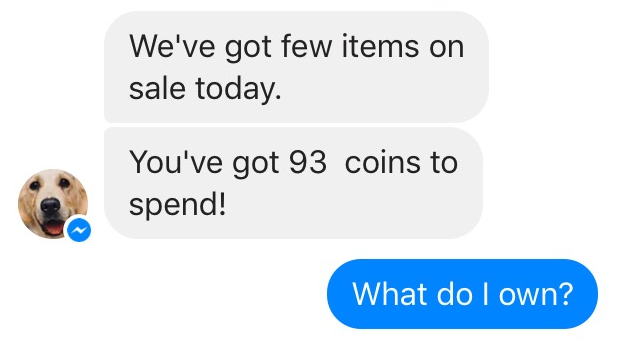 We've got few items on
sale today.
You've got 93  coins to
spend!
What do I own?